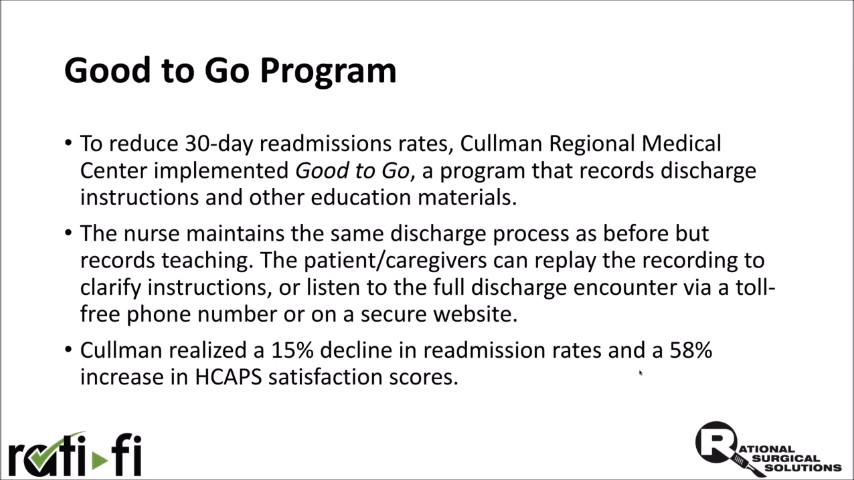 Good to Go Program
• To reduce 30-day readmissions rates, Cullman Regional Medical
Center implemented Good to Go, a program that records discharge
instructions and other education materials.
• The nurse maintains the same discharge process as before but
records teaching. The patient/caregivers can replay the recording to
clarify instructions, or listen to the full discharge encounter via a toll-
free phone number or on a secure website.
• Cullman realized a 15% decline in readmission rates and a 58%
increase in HCAPS satisfaction scores.
rati-fi
RATIONAL
SURGICAL
SOLUTIONS